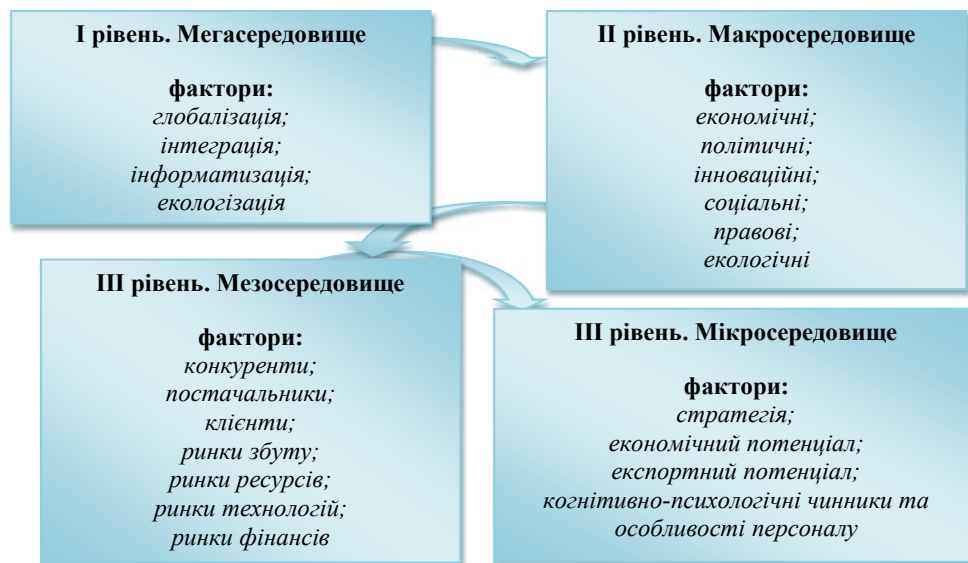 І рівень. Мегасередовище
фактори:
глобалізація;
інтеграція;
інформатизація;
екологізація
ІІ рівень. Макросередовище
фактори:
економічні;
політичні;
інноваційні;
соціальні;
правові;
екологічні
ІІІ рівень. Мезосередовище
фактори:
конкуренти;
постачальники;
клієнти;
ринки збуту;
ринки ресурсів;
ринки технологій;
ринки фінансів
ІІІ рівень. Мікросередовище
фактори:
стратегія;
економічний потенціал;
експортний потенціал;
когнітивно-психологічні чинники та
особливості персоналу